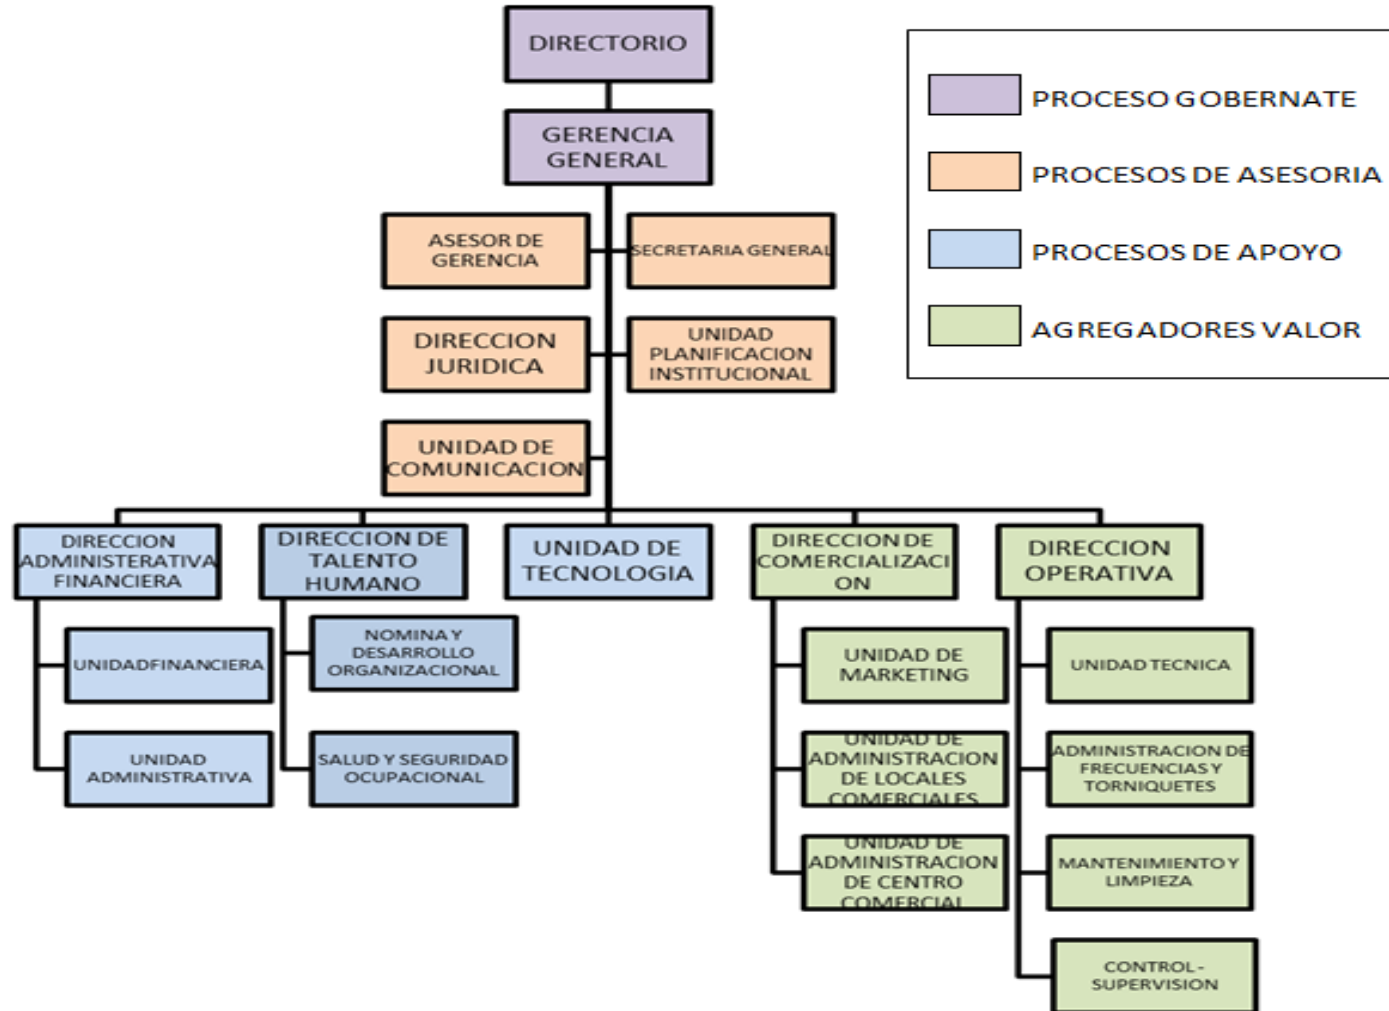 DIRECTORIO
GERENCIA
GENERAL
ASESOR DE
GERENCIA
SECRETARIA GENERAL
DIRECCION
JURIDICA
UNIDAD
PLANIFICACION
INSTITUCIONAL
UNIDAD DE
COMUNICACION
PROCESO GOBERNATE
PROCESOS DE ASESORIA
PROCESOS DE APOYO
AGREGADORES VALOR
DIRECCION
ADMINISTERATIVA
FINANCIERA
DIRECCION DE
TALENTO
HUMANO
UNIDAD DE
TECNOLOGIA
DIRECCION DE
COMERCIALIZACI
ON
DIRECCION
OPERATIVA
UNIDAD FINANCIERA
UNIDAD
ADMINISTRATIVA
NOMINA Y
DESARROLLO
ORGANIZACIONAL
SALUD Y SEGURIDAD
OCUPACIONAL
UNIDAD DE
MARKETING
UNIDAD DE
ADMINISTRACION
DE LOCALES
COMERCIALES
UNIDAD DE
ADMINISTRACION
DE CENTRO
COMERCIAL
UNIDAD TECNICA
ADMINISTRACION DE
FRECUENCIAS Y
TORNIQUETES
MANTENIMIENTO Y
LIMPIEZA
CONTROL -
SUPERVISION